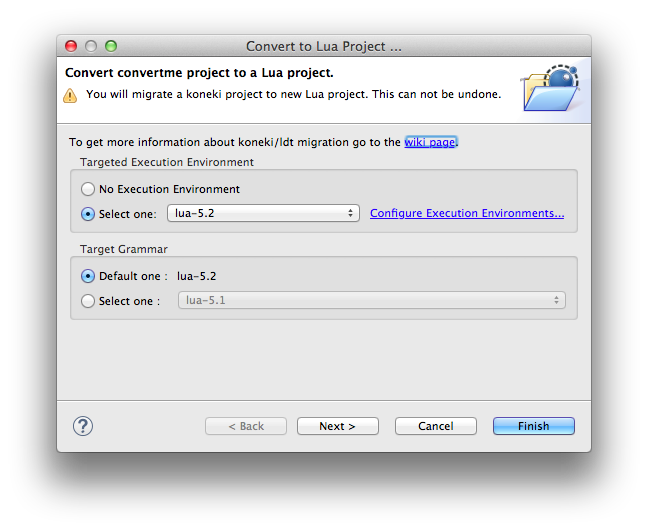 Convert to Lua Project ...
Convert convertme project to a Lua project.
You will migrate a koneki project to new Lua project. This can not be undone.
To get more information about koneki/ldt migration go to the wiki page.
Targeted Execution Environment
No Execution Environment
Select one: lua-5.2 Configure Execution Environments...
Target Grammar
Default one : lua-5.2
Select one : lua-5.1
? < Back Next > Cancel Finish